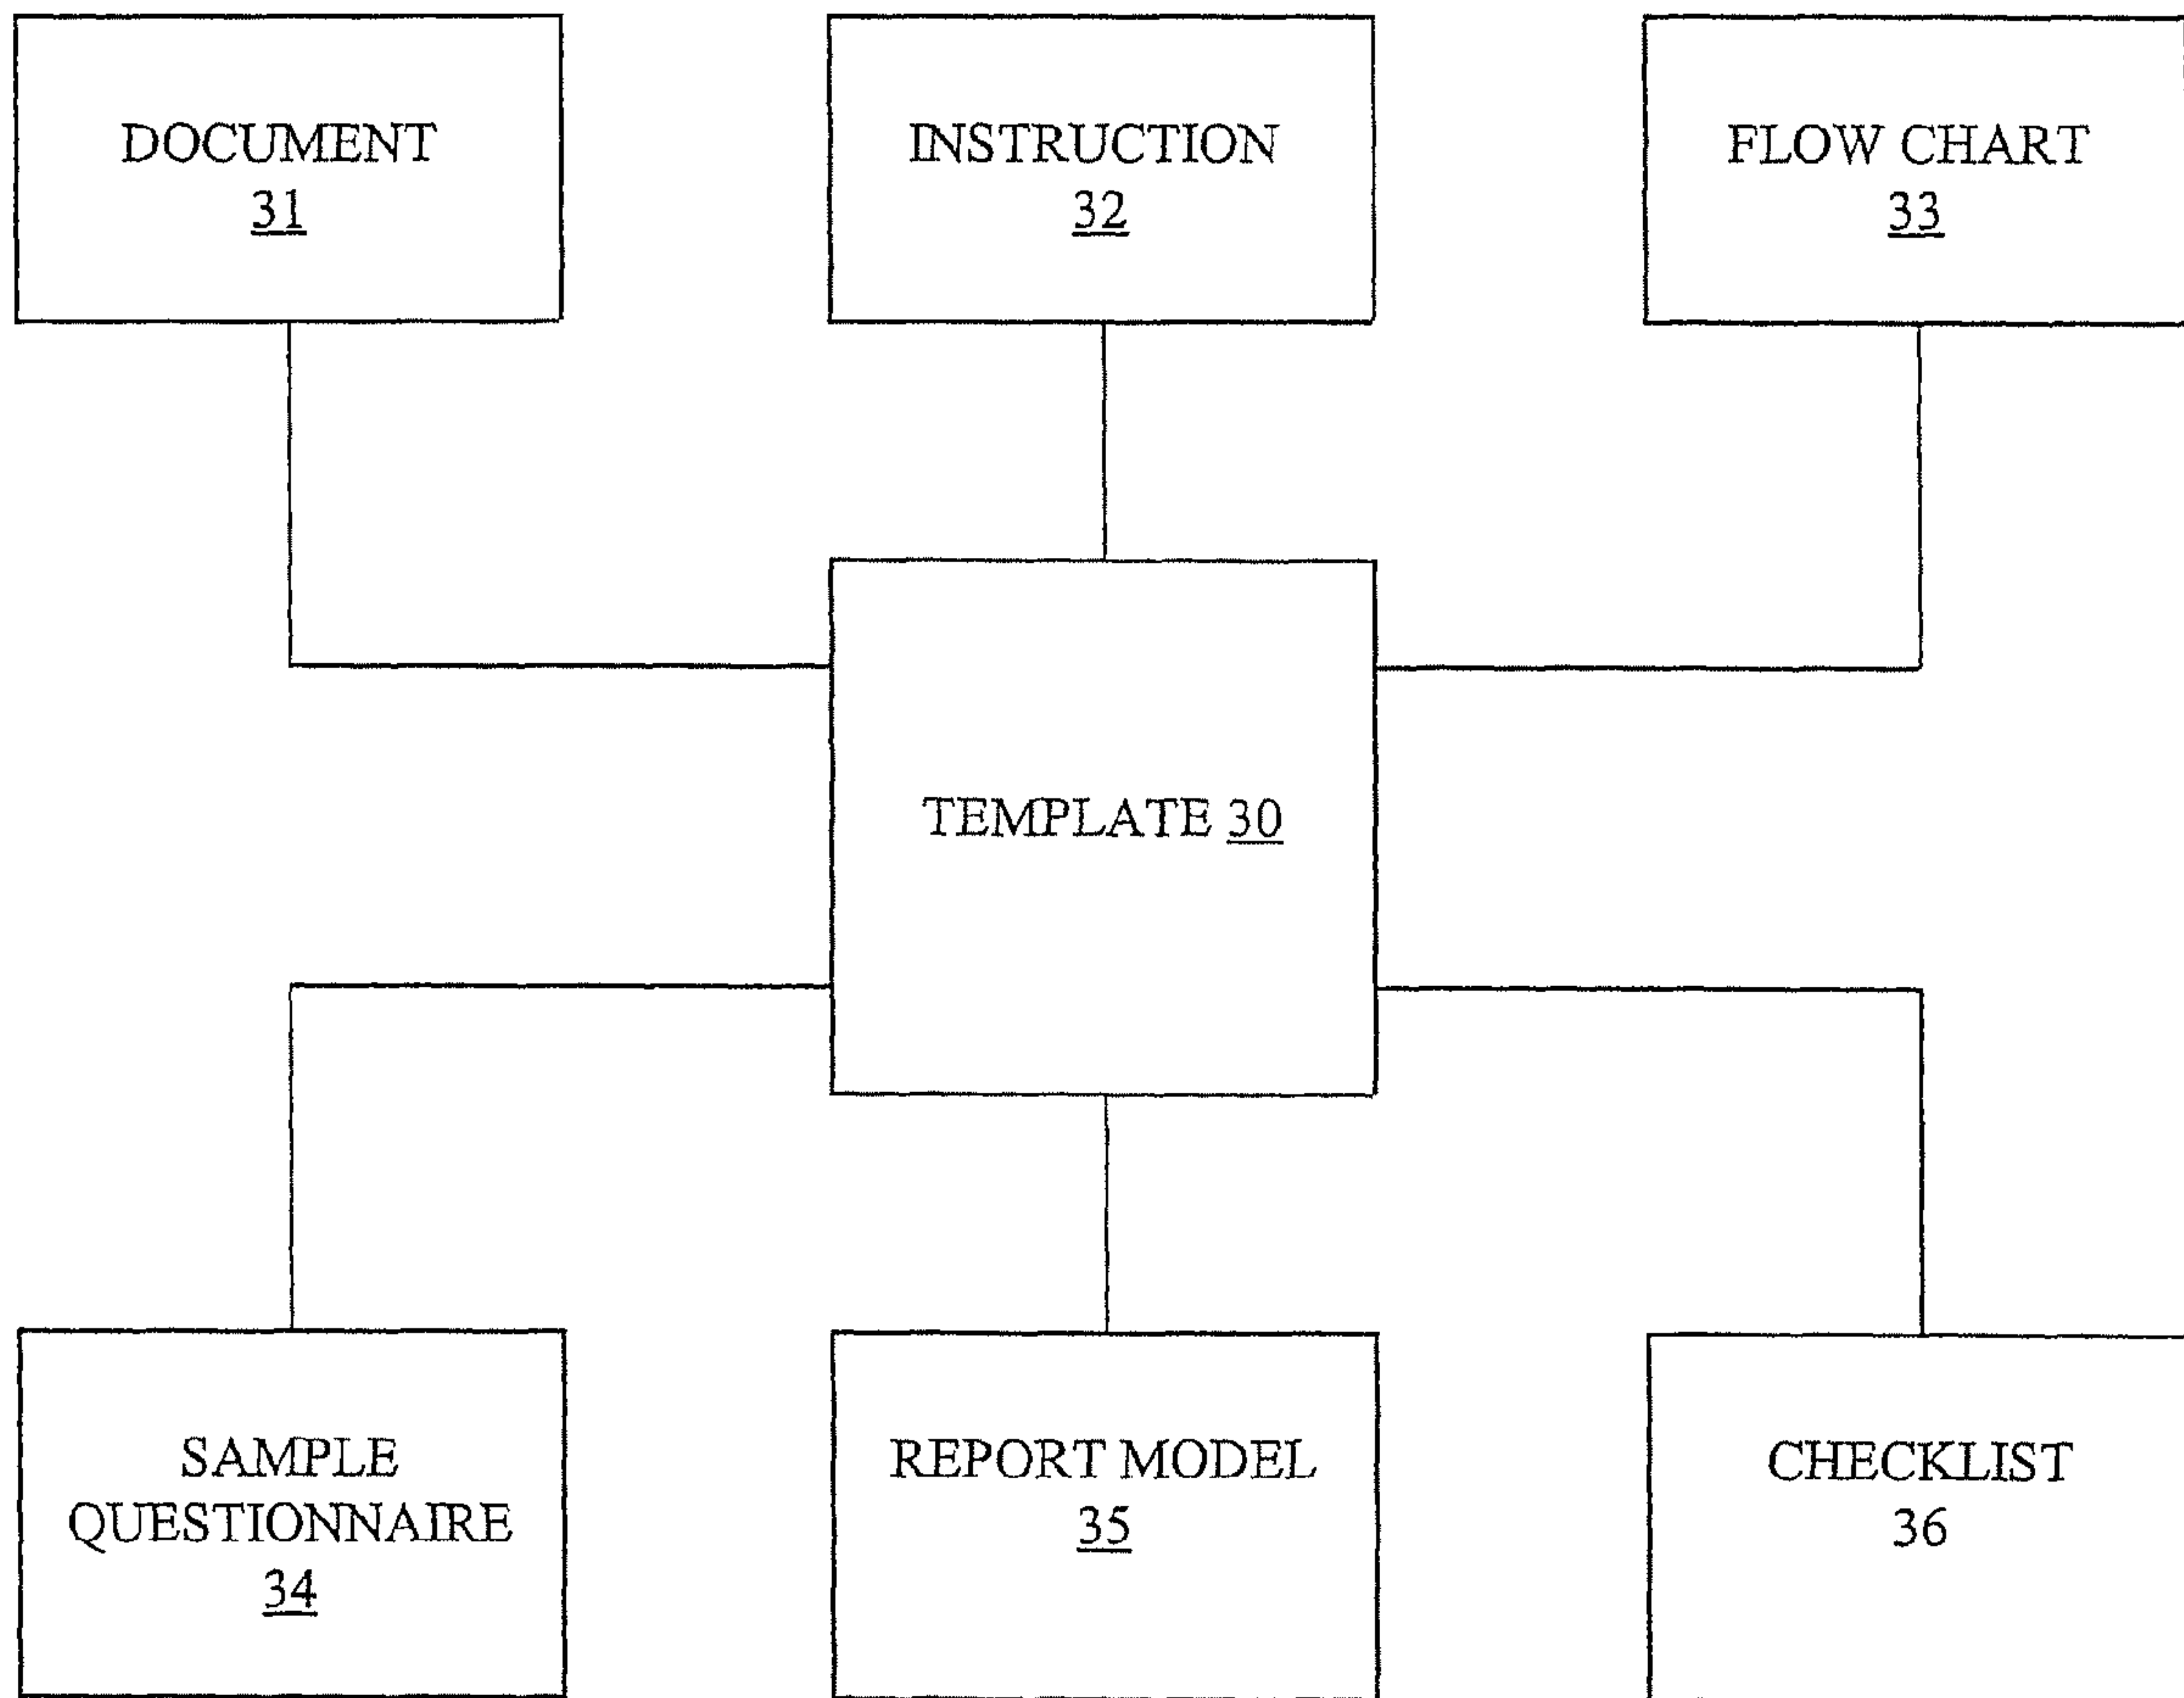 DOCUMENT
31
INSTRUCTION
32
FLOW CHART
33
TEMPLATE 30
SAMPLE
QUESTIONNAIRE
34
REPORT MODEL
35
CHECKLIST
36